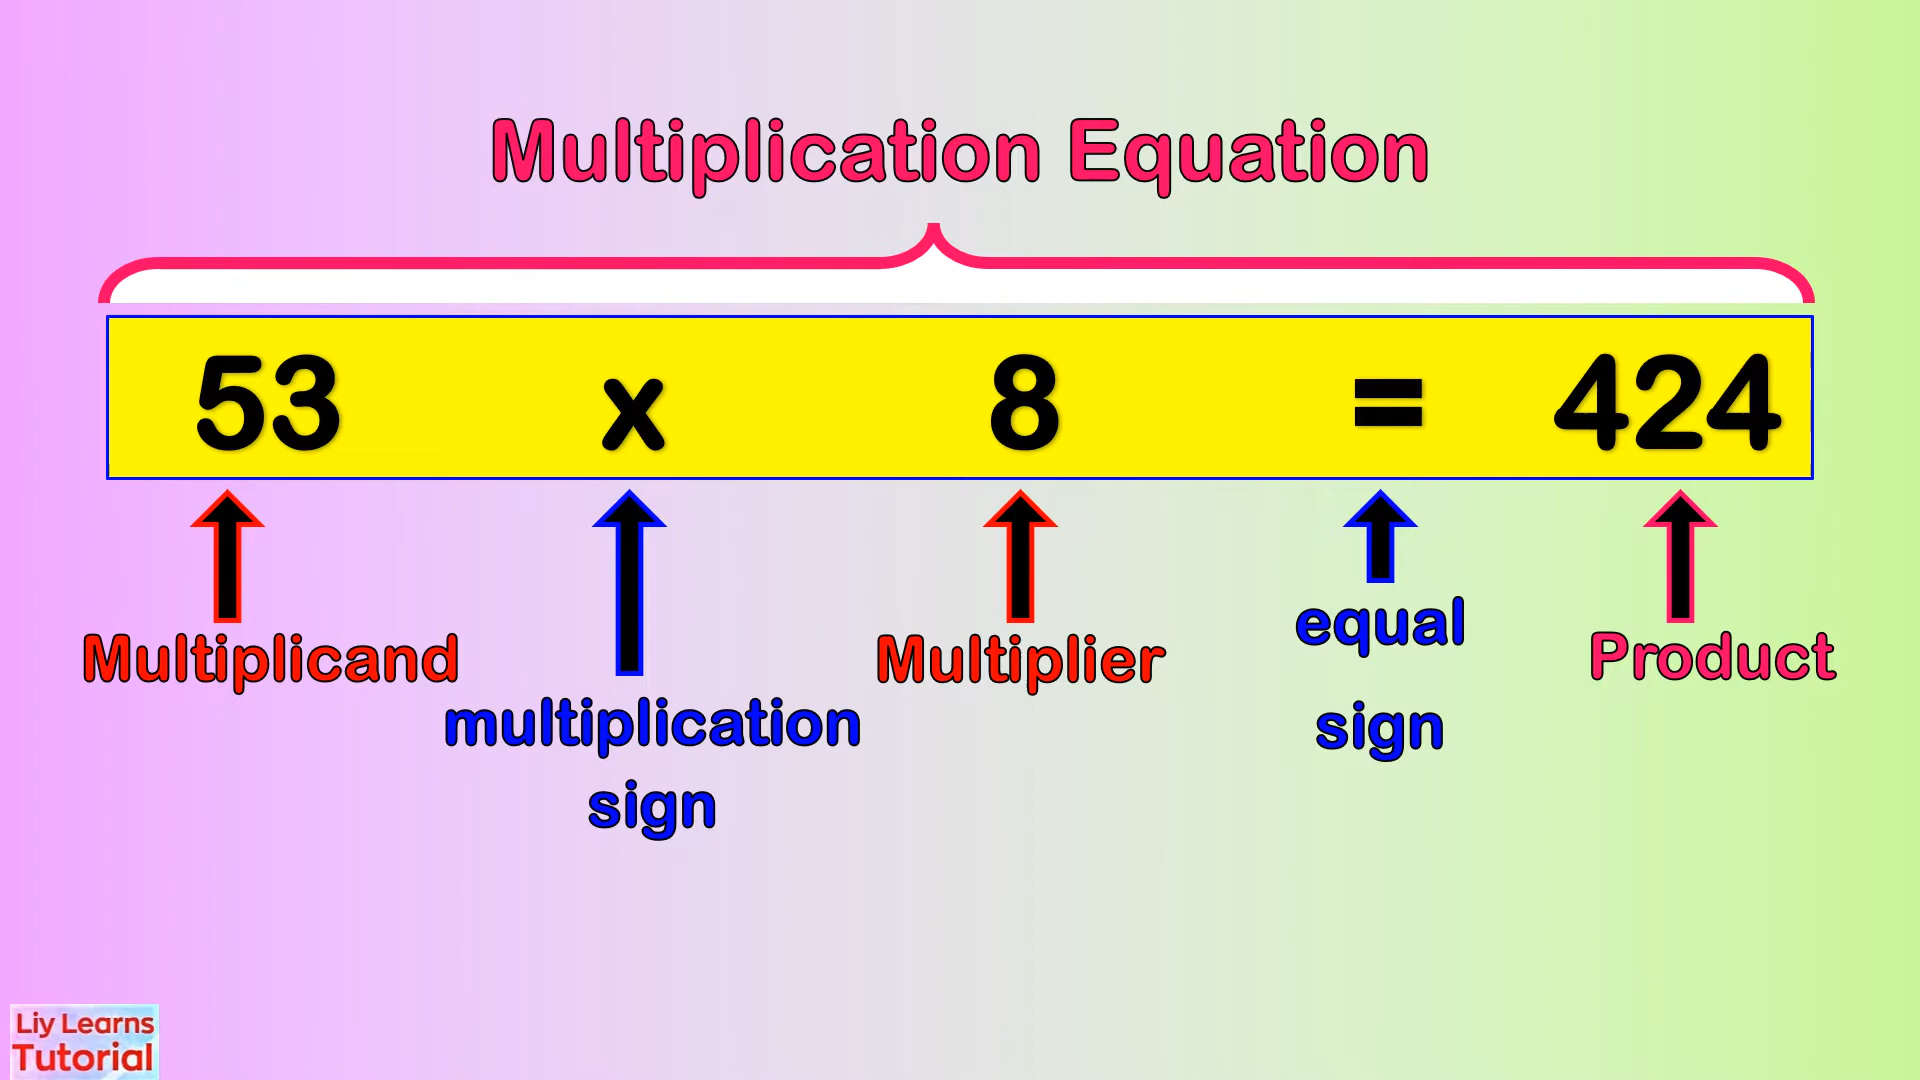 Multiplication Equation
53 x 8 = 424
Multiplicand
multiplication
sign
Multiplier
equal
sign
Product
Liy Learns
Tutorial